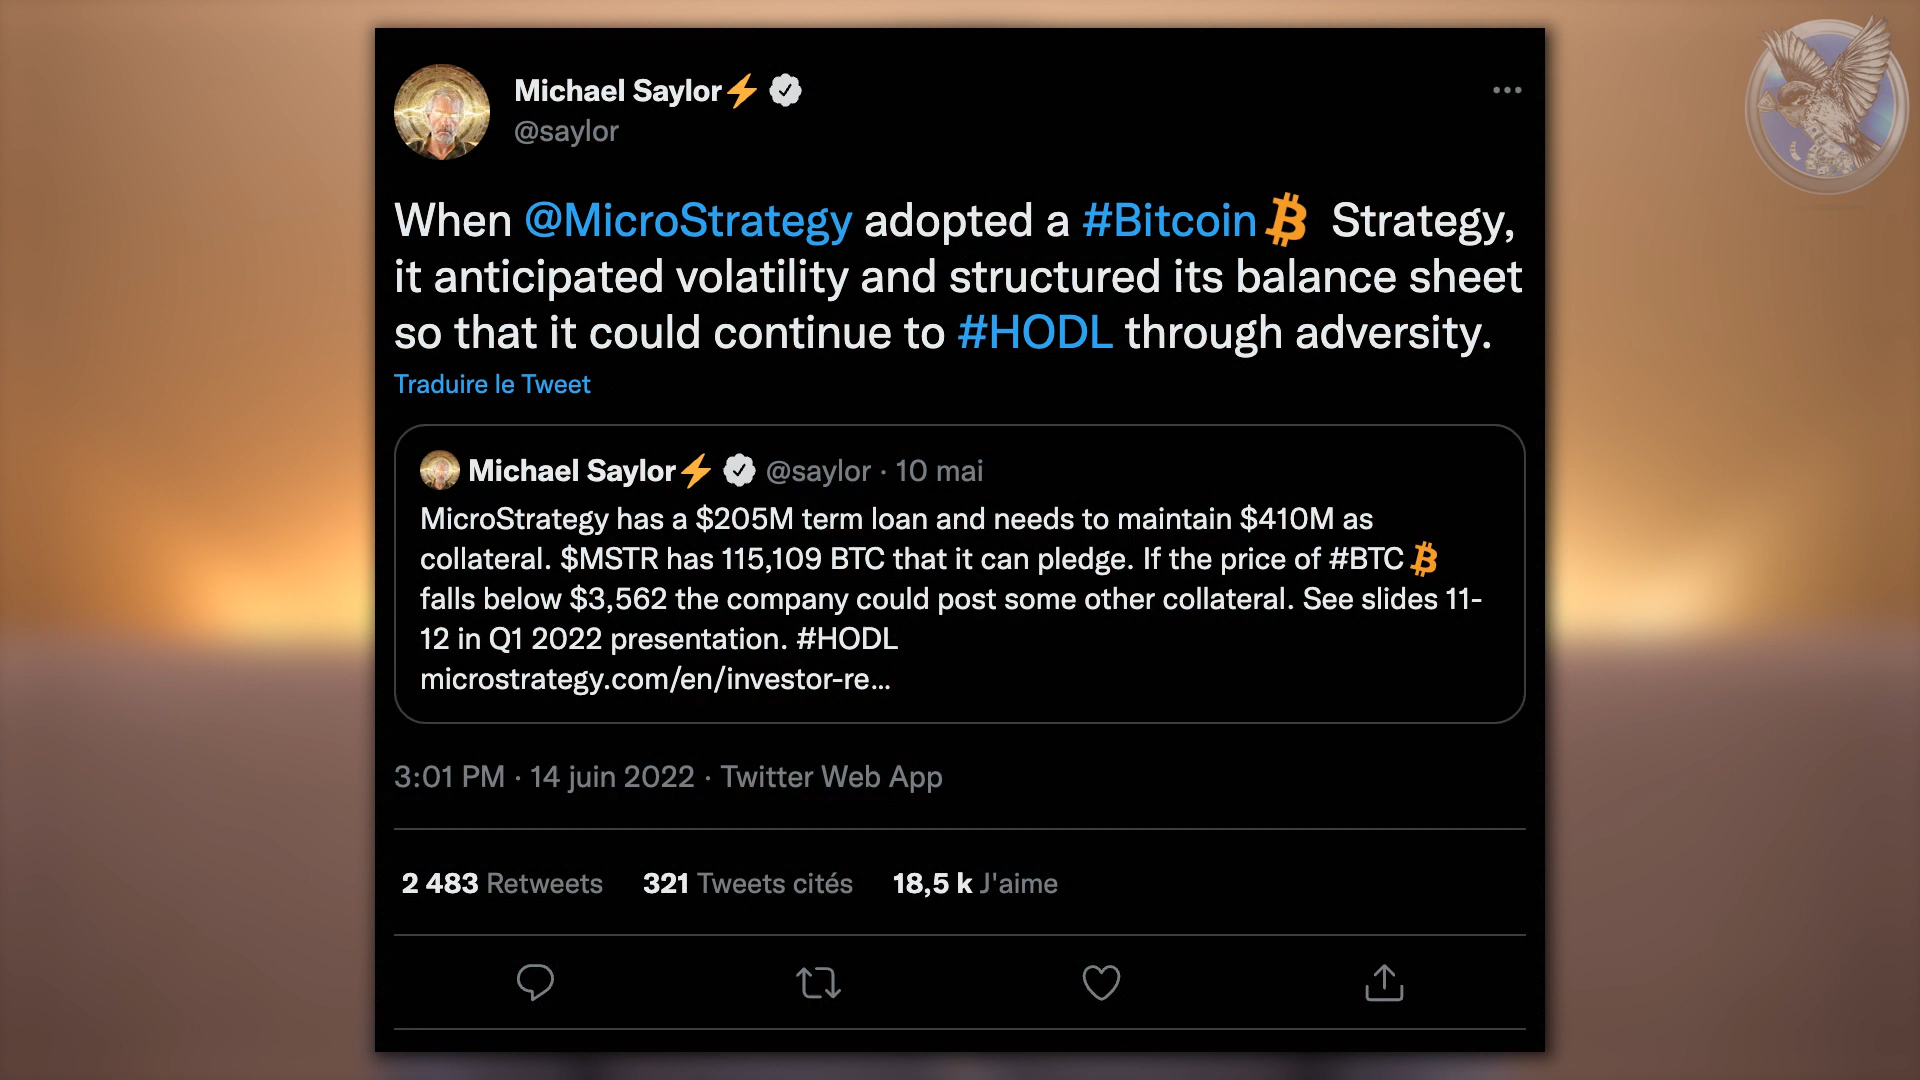 Michael Saylor⚡
@saylor
When @MicroStrategy adopted a #Bitcoin₿ Strategy,
it anticipated volatility and structured its balance sheet
so that it could continue to #HODL through adversity.
Traduire le Tweet
Michael Saylor⚡ @saylor · 10 mai
MicroStrategy has a $205M term loan and needs to maintain $410M as
collateral. $MSTR has 115,109 BTC that it can pledge. If the price of #BTC₿
falls below $3,562 the company could post some other collateral. See slides 11-
12 in Q1 2022 presentation. #HODL
microstrategy.com/en/investor-re...
3:01 PM · 14 juin 2022 · Twitter Web App
2 483 Retweets 321 Tweets cités 18,5 k J'aime